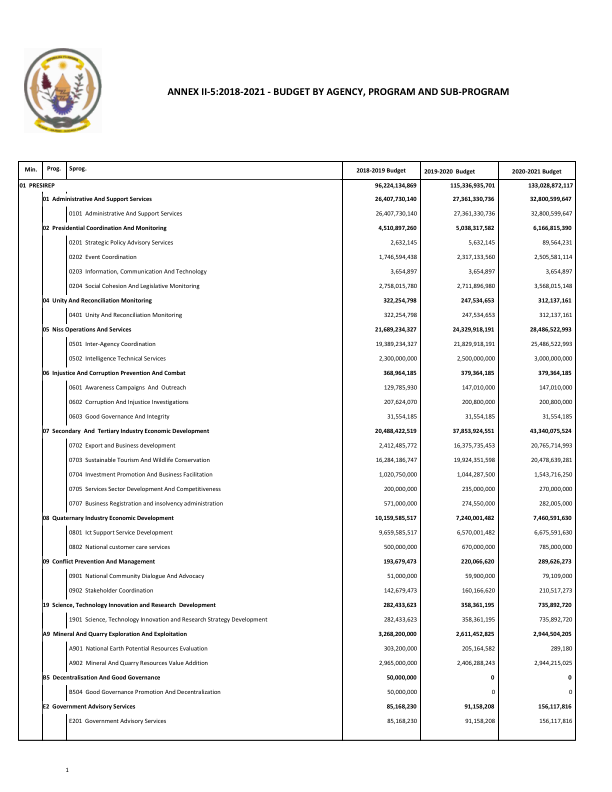 ANNEX II-5:2018-2021 - BUDGET BY AGENCY, PROGRAM AND SUB-PROGRAM
Min. Prog. Sprog. 2018-2019 Budget 2019-2020 Budget 2020-2021 Budget
01 PRESIREP 96,224,134,869 115,336,935,701 133,028,872,117
01 Administrative And Support Services 26,407,730,140 27,361,330,736 32,800,599,647
0101 Administrative And Support Services 26,407,730,140 27,361,330,736 32,800,599,647
02 Presidential Coordination And Monitoring 4,510,897,260 5,038,317,582 6,166,815,390
0201 Strategic Policy Advisory Services 2,632,145 5,632,145 89,564,231
0202 Event Coordination 1,746,594,438 2,317,133,560 2,505,581,114
0203 Information, Communication And Technology 3,654,897 3,654,897 3,654,897
0204 Social Cohesion And Legislative Monitoring 2,758,015,780 2,711,896,980 3,568,015,148
04 Unity And Reconciliation Monitoring 322,254,798 247,534,653 312,137,161
0401 Unity And Reconciliation Monitoring 322,254,798 247,534,653 312,137,161
05 Niss Operations And Services 21,689,234,327 24,329,918,191 28,486,522,993
0501 Inter-Agency Coordination 19,389,234,327 21,829,918,191 25,486,522,993
0502 Intelligence Technical Services 2,300,000,000 2,500,000,000 3,000,000,000
06 Injustice And Corruption Prevention And Combat 368,964,185 379,364,185 379,364,185
0601 Awareness Campaigns And Outreach 129,785,930 147,010,000 147,010,000
0602 Corruption And Injustice Investigations 207,624,070 200,800,000 200,800,000
0603 Good Governance And Integrity 31,554,185 31,554,185 31,554,185
07 Secondary And Tertiary Industry Economic Development 20,488,422,519 37,853,924,551 43,340,075,524
0702 Export and Business development 2,412,485,772 16,375,735,453 20,765,714,993
0703 Sustainable Tourism And Wildlife Conservation 16,284,186,747 19,924,351,598 20,478,639,281
0704 Investment Promotion And Business Facilitation 1,020,750,000 1,044,287,500 1,543,716,250
0705 Services Sector Development And Competitiveness 200,000,000 235,000,000 270,000,000
0707 Business Registration and insolvency administration 571,000,000 274,550,000 282,005,000
08 Quaternary Industry Economic Development 10,159,585,517 7,240,001,482 7,460,591,630
0801 Ict Support Service Development 9,659,585,517 6,570,001,482 6,675,591,630
0802 National customer care services 500,000,000 670,000,000 785,000,000
09 Conflict Prevention And Management 193,679,473 220,066,620 289,626,273
0901 National Community Dialogue And Advocacy 51,000,000 59,900,000 79,109,000
0902 Stakeholder Coordination 142,679,473 160,166,620 210,517,273
19 Science, Technology Innovation and Research Development 282,433,623 358,361,195 735,892,720
1901 Science, Technology Innovation and Research Strategy Development 282,433,623 358,361,195 735,892,720
A9 Mineral And Quarry Exploration And Exploitation 3,268,200,000 2,611,452,825 2,944,504,205
A901 National Earth Potential Resources Evaluation 303,200,000 205,164,582 289,180
A902 Mineral And Quarry Resources Value Addition 2,965,000,000 2,406,288,243 2,944,215,025
B5 Decentralisation And Good Governance 50,000,000 0 0
B504 Good Governance Promotion And Decentralization 50,000,000 0 0
E2 Government Advisory Services 85,168,230 91,158,208 156,117,816
E201 Government Advisory Services 85,168,230 91,158,208 156,117,816
1